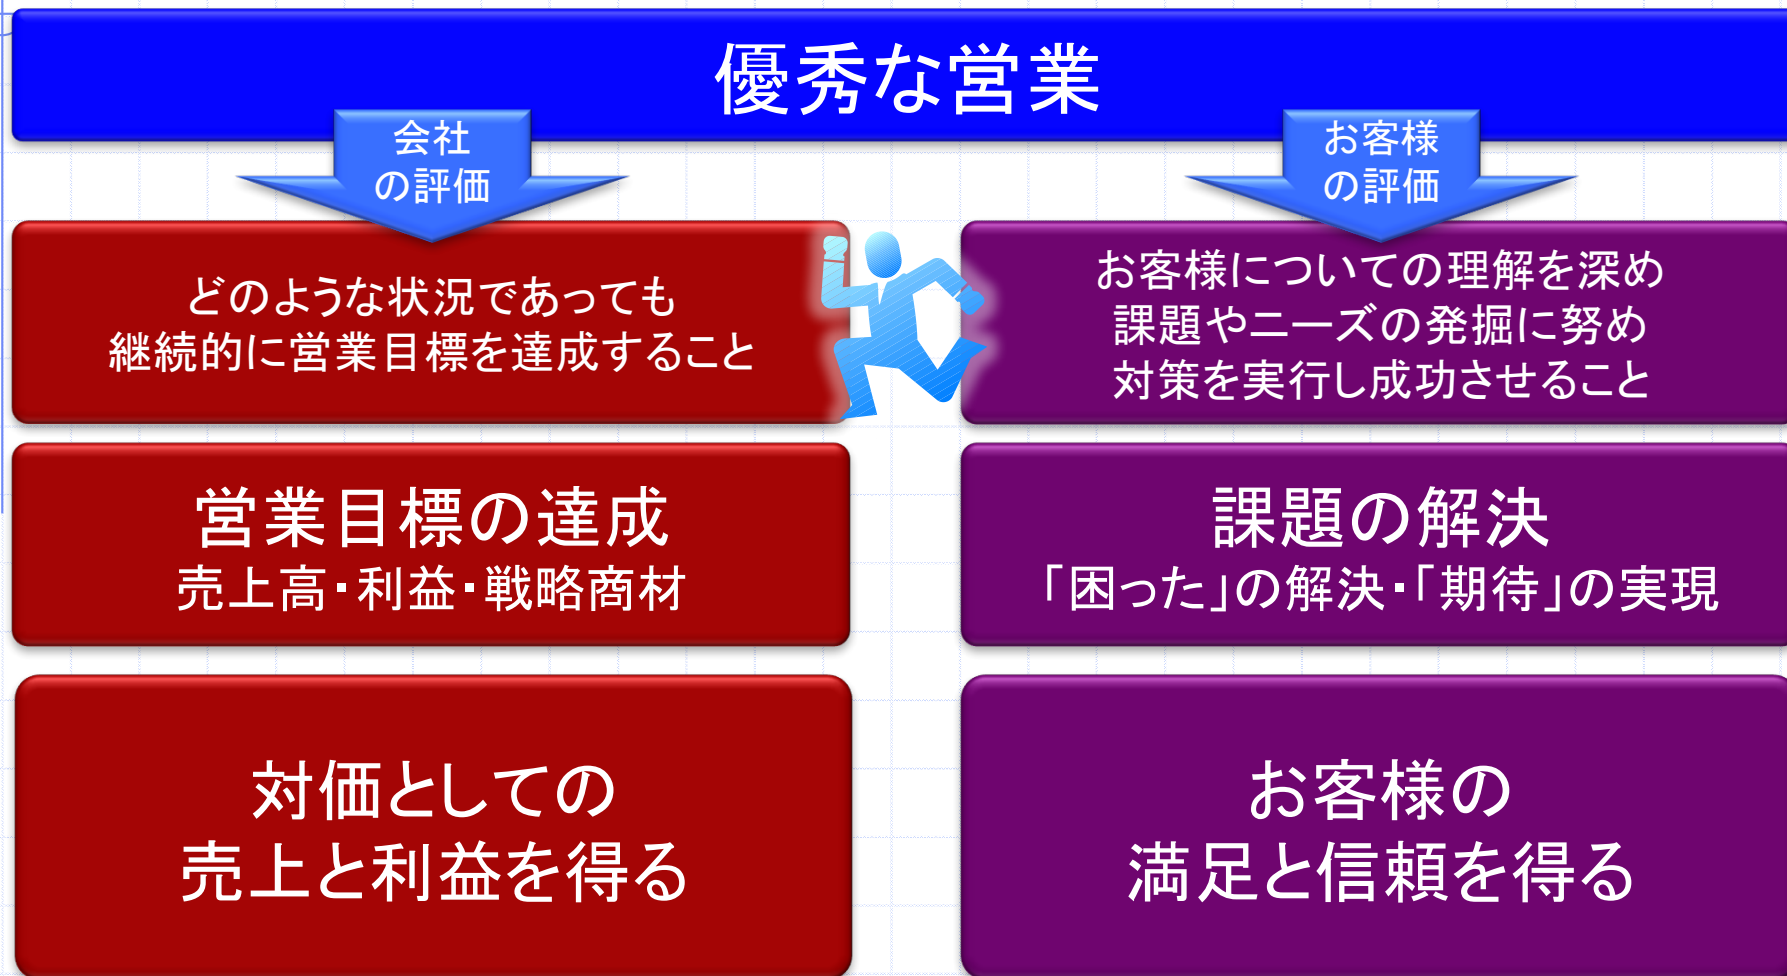 優秀な営業
会社
の評価
どのような状況であっても
継続的に営業目標を達成すること
営業目標の達成
売上高・利益・戦略商材
対価としての
売上と利益を得る
お客様
の評価
お客様についての理解を深め
課題やニーズの発掘に努め
対策を実行し成功させること
課題の解決
「困った」の解決・「期待」の実現
お客様の
満足と信頼を得る